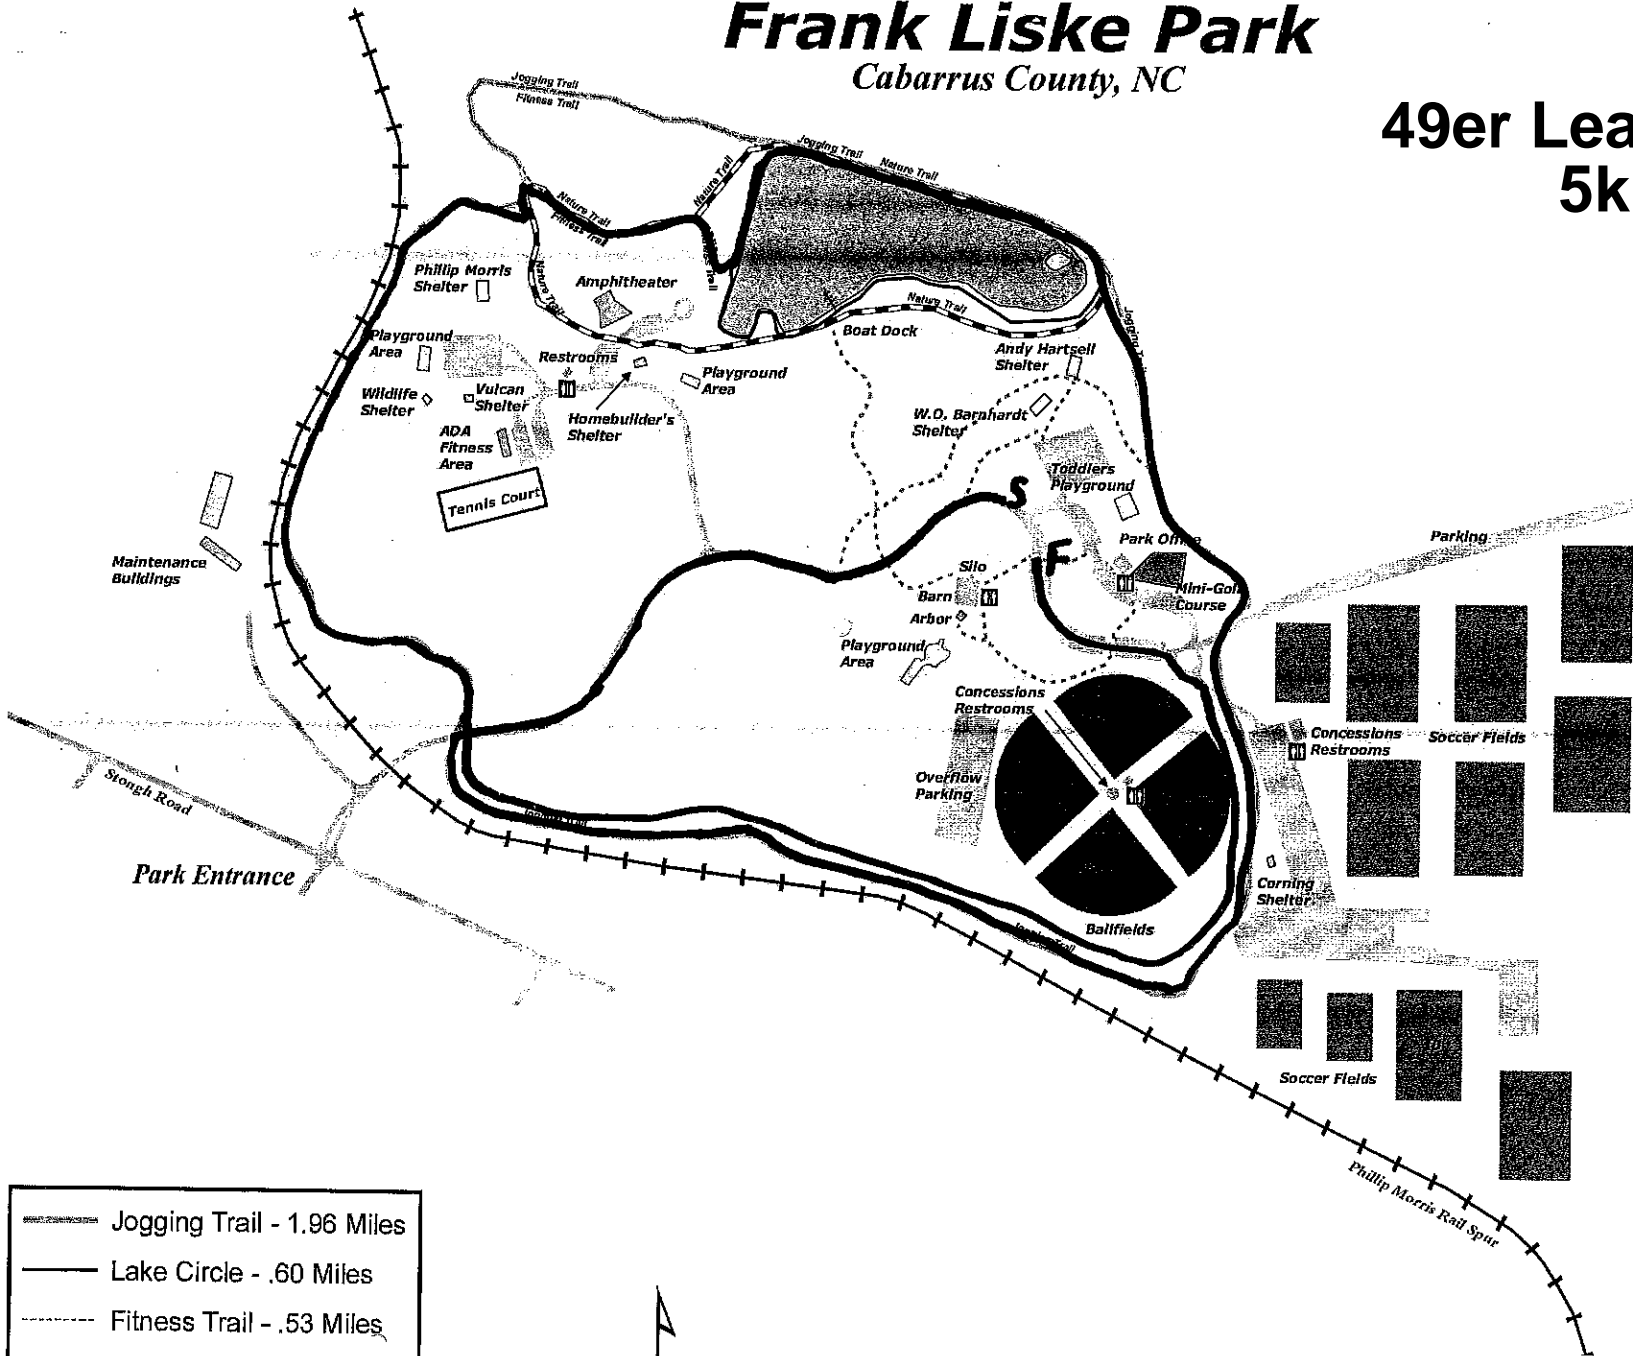 Frank Liske Park
Cabarrus County, NC
49er Lea
5k
Jogging Trail
Fitness Trail
Jogging Trail
Nature Trail
Nature Trail
Nature Trail
Fitness Trail
Phillip Morris
Shelter
Amphitheater
Nature Trail
Nature Trail
Boat Dock
Jogging Trail
Playground
Area
Restrooms
Andy Hartsell
Shelter
Playground
Area
Wildlife
Shelter
Vulcan
Shelter
Homebuilder's
Shelter
W.O. Barnhardt
Shelter
ADA
Fitness
Area
Tennis Court
S
Toddlers
Playground
F
Park Office
Parking
Maintenance
Buildings
Silo
Barn
Mini-Golf
Course
Arbor
Playground
Area
Concessions
Restrooms
Concessions
Restrooms
Soccer Fields
Overflow
Parking
Stough Road
Jogging Trail
Park Entrance
Corning
Shelter
Ballfields
Jogging Trail
Soccer Fields
Phillip Morris Rail Spur
Jogging Trail - 1.96 Miles
Lake Circle - .60 Miles
Fitness Trail - .53 Miles